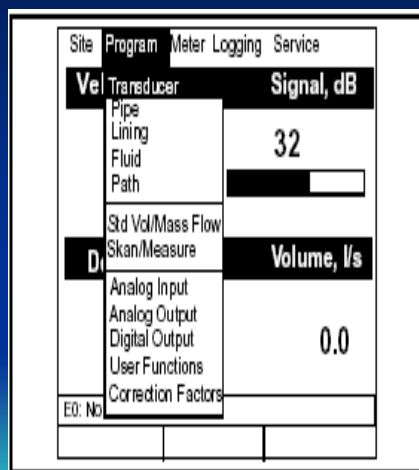 Site Program Meter Logging Service
Vel Signal, dB
Transducer
Pipe
Lining
Fluid
Path
32
Std Vol/Mass Flow
Skan/Measure
D Volume, l/s
Analog Input
Analog Output
Digital Output
User Functions
Correction Factors
0.0
E0: No